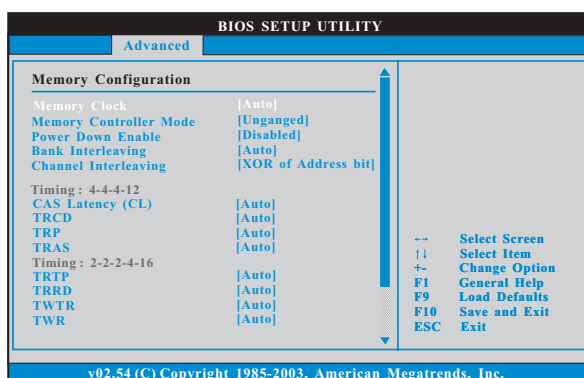 BIOS SETUP UTILITY
Advanced
Memory Configuration
Memory Clock [Auto]
Memory Controller Mode [Unganged]
Power Down Enable [Disabled]
Bank Interleaving [Auto]
Channel Interleaving [XOR of Address bit]
Timing : 4-4-4-12
CAS Latency (CL) [Auto]
TRCD [Auto]
TRP [Auto]
TRAS [Auto]
Timing : 2-2-2-4-16
TRTP [Auto]
TRRD [Auto]
TWTR [Auto]
TWR [Auto]
←→ Select Screen
↑↓ Select Item
+- Change Option
F1 General Help
F9 Load Defaults
F10 Save and Exit
ESC Exit
v02.54 (C) Copyright 1985-2003, American Megatrends, Inc.